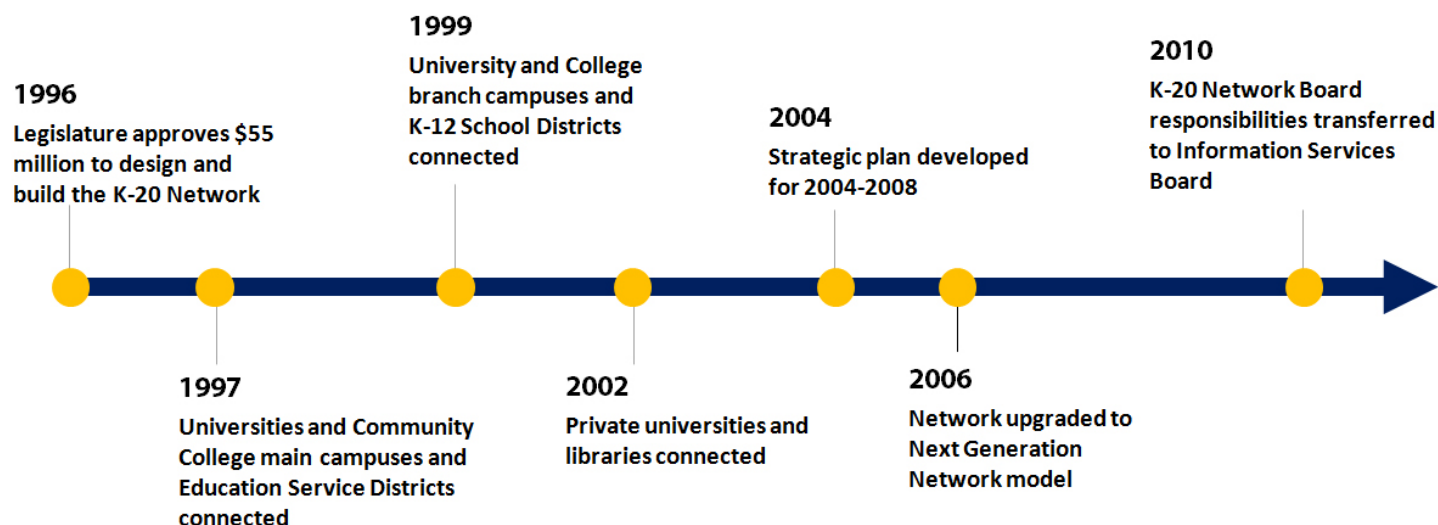 1996
Legislature approves $55
million to design and
build the K-20 Network
1997
Universities and Community
College main campuses and
Education Service Districts
connected
1999
University and College
branch campuses and
K-12 School Districts
connected
2002
Private universities and
libraries connected
2004
Strategic plan developed
for 2004-2008
2006
Network upgraded to
Next Generation
Network model
2010
K-20 Network Board
responsibilities transferred
to Information Services
Board